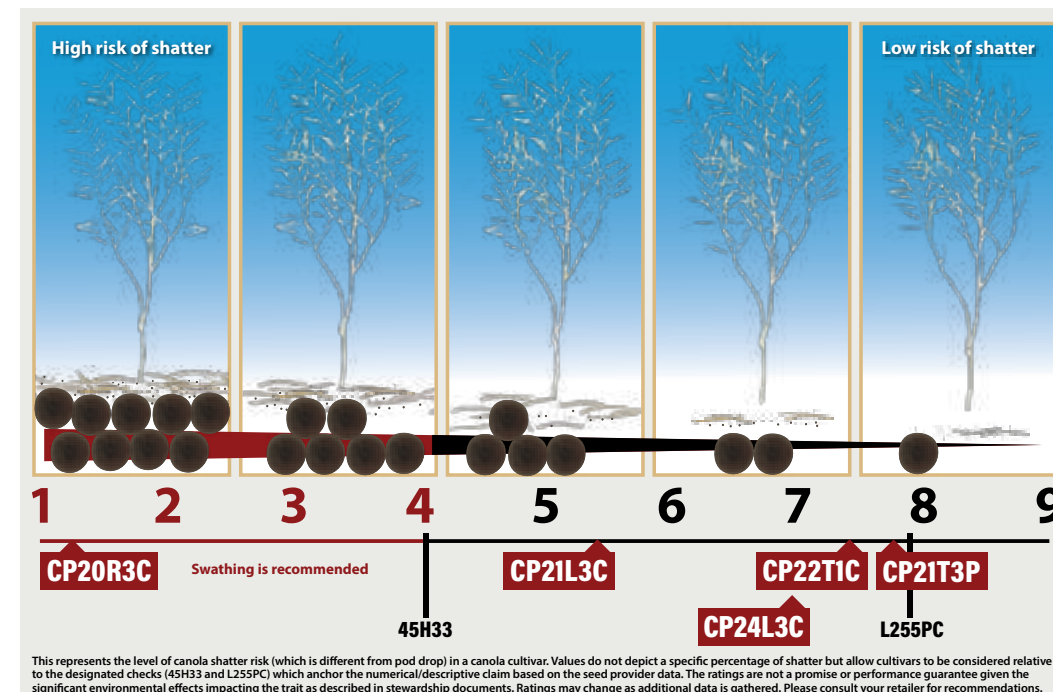 High risk of shatter
Low risk of shatter
1 2 3 4 5 6 7 8 9
CP20R3C
Swathing is recommended
CP21L3C
CP22T1C
CP21T3P
CP24L3C
45H33
L255PC
This represents the level of canola shatter risk (which is different from pod drop) in a canola cultivar. Values do not depict a specific percentage of shatter but allow cultivars to be considered relative
to the designated checks (45H33 and L255PC) which anchor the numerical/descriptive claim based on the seed provider data. The ratings are not a promise or performance guarantee given the
significant environmental effects impacting the trait as described in stewardship documents. Ratings may change as additional data is gathered. Please consult your retailer for recommendations.